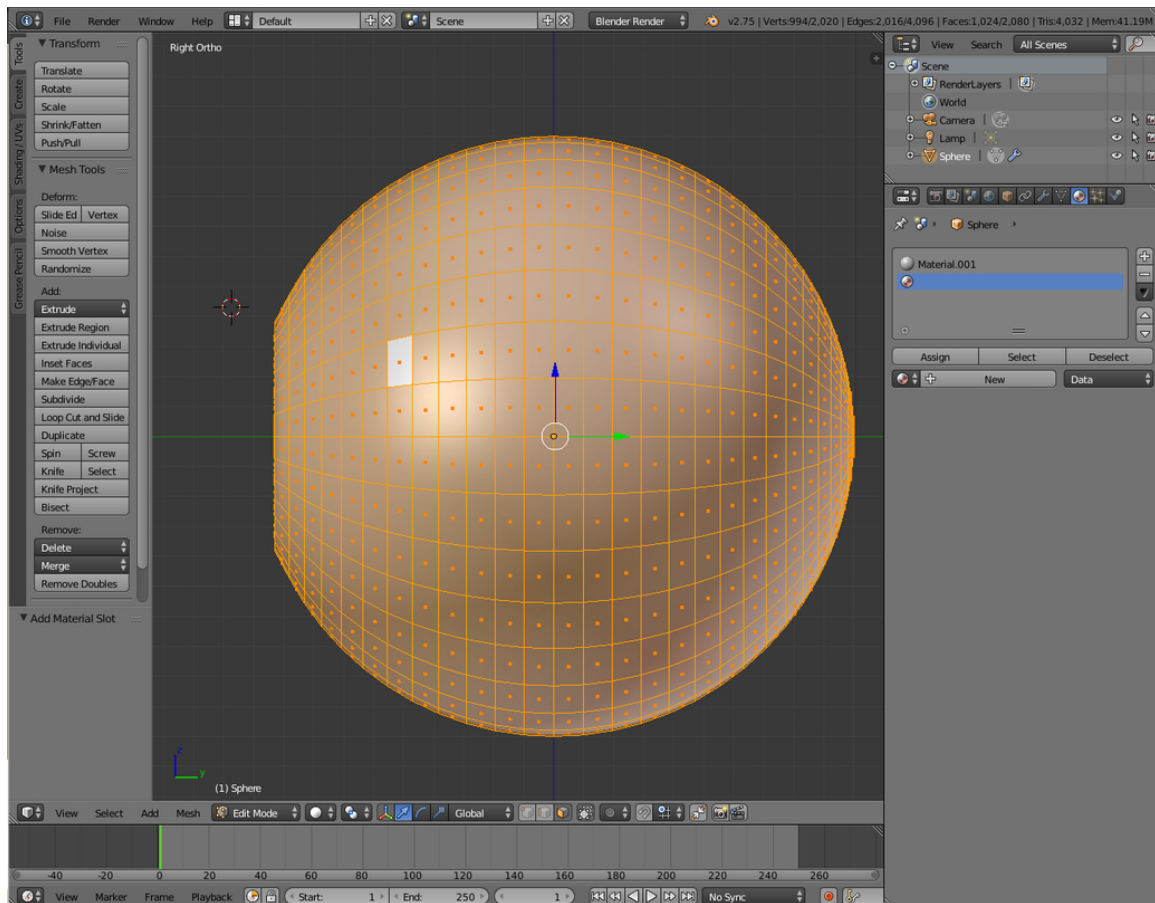 File Render Window Help Default Scene Blender Render v2.75 | Verts:994/2,020 | Edges:2,016/4,096 | Faces:1,024/2,080 | Tris:4,032 | Mem:41.19M
Tools
Create
Shading / UVs
Options
Grease Pencil
Transform
Translate
Rotate
Scale
Shrink/Fatten
Push/Pull
Mesh Tools
Deform:
Slide Ed Vertex
Noise
Smooth Vertex
Randomize
Add:
Extrude
Extrude Region
Extrude Individual
Inset Faces
Make Edge/Face
Subdivide
Loop Cut and Slide
Duplicate
Spin Screw
Knife Select
Knife Project
Bisect
Remove:
Delete
Merge
Remove Doubles
Add Material Slot
Right Ortho
z
y
(1) Sphere
View Search All Scenes
Scene
RenderLayers |
World
Camera |
Lamp |
Sphere |
Sphere
Material.001
Assign Select Deselect
New Data
View Select Add Mesh Edit Mode Global
-40 -20 0 20 40 60 80 100 120 140 160 180 200 220 240 260
View Marker Frame Playback Start: 1 End: 250 1 No Sync